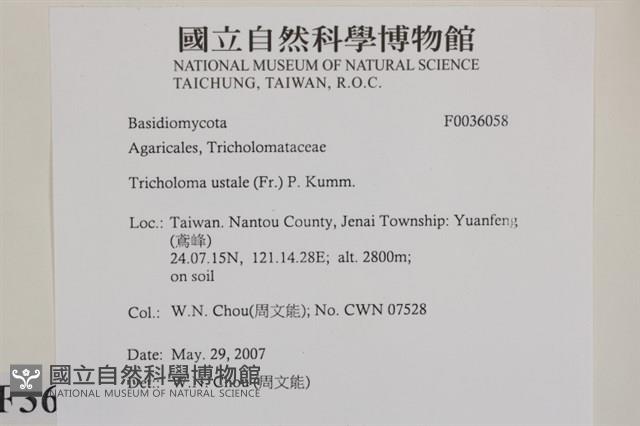 國立自然科學博物館
NATIONAL MUSEUM OF NATURAL SCIENCE
TAICHUNG, TAIWAN, R.O.C.
Basidiomycota F0036058
Agaricales, Tricholomataceae
Tricholoma ustale (Fr.) P. Kumm.
Loc.: Taiwan. Nantou County, Jenai Township: Yuanfeng
(鳶峰)
24.07.15N, 121.14.28E; alt. 2800m;
on soil
Col.: W.N. Chou(周文能); No. CWN 07528
Date: May. 29, 2007
Det.: W.N. Chou (周文能)
國立自然科學博物館
NATIONAL MUSEUM OF NATURAL SCIENCE